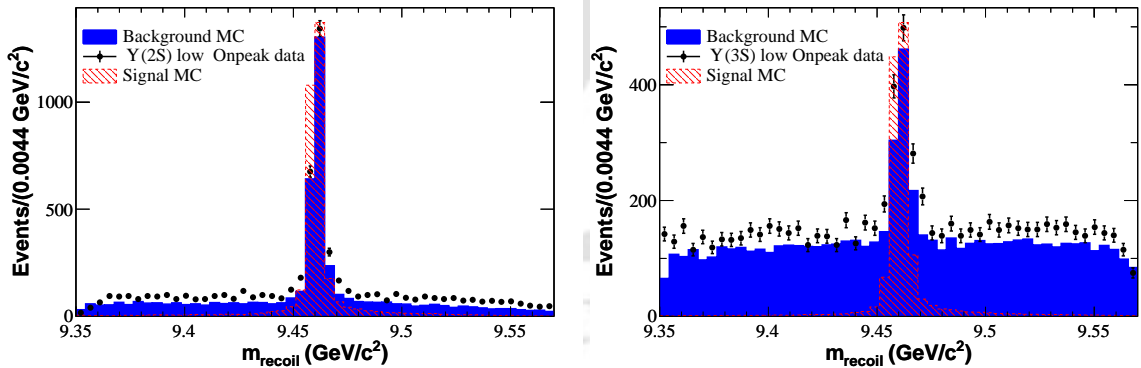 Background MC
Υ(2S) low Onpeak data
Signal MC
1000
500
0
Events/(0.0044 GeV/c²)
9.35 9.4 9.45 9.5 9.55
m_recoil (GeV/c²)
Background MC
Υ(3S) low Onpeak data
Signal MC
400
200
0
Events/(0.0044 GeV/c²)
9.35 9.4 9.45 9.5 9.55
m_recoil (GeV/c²)